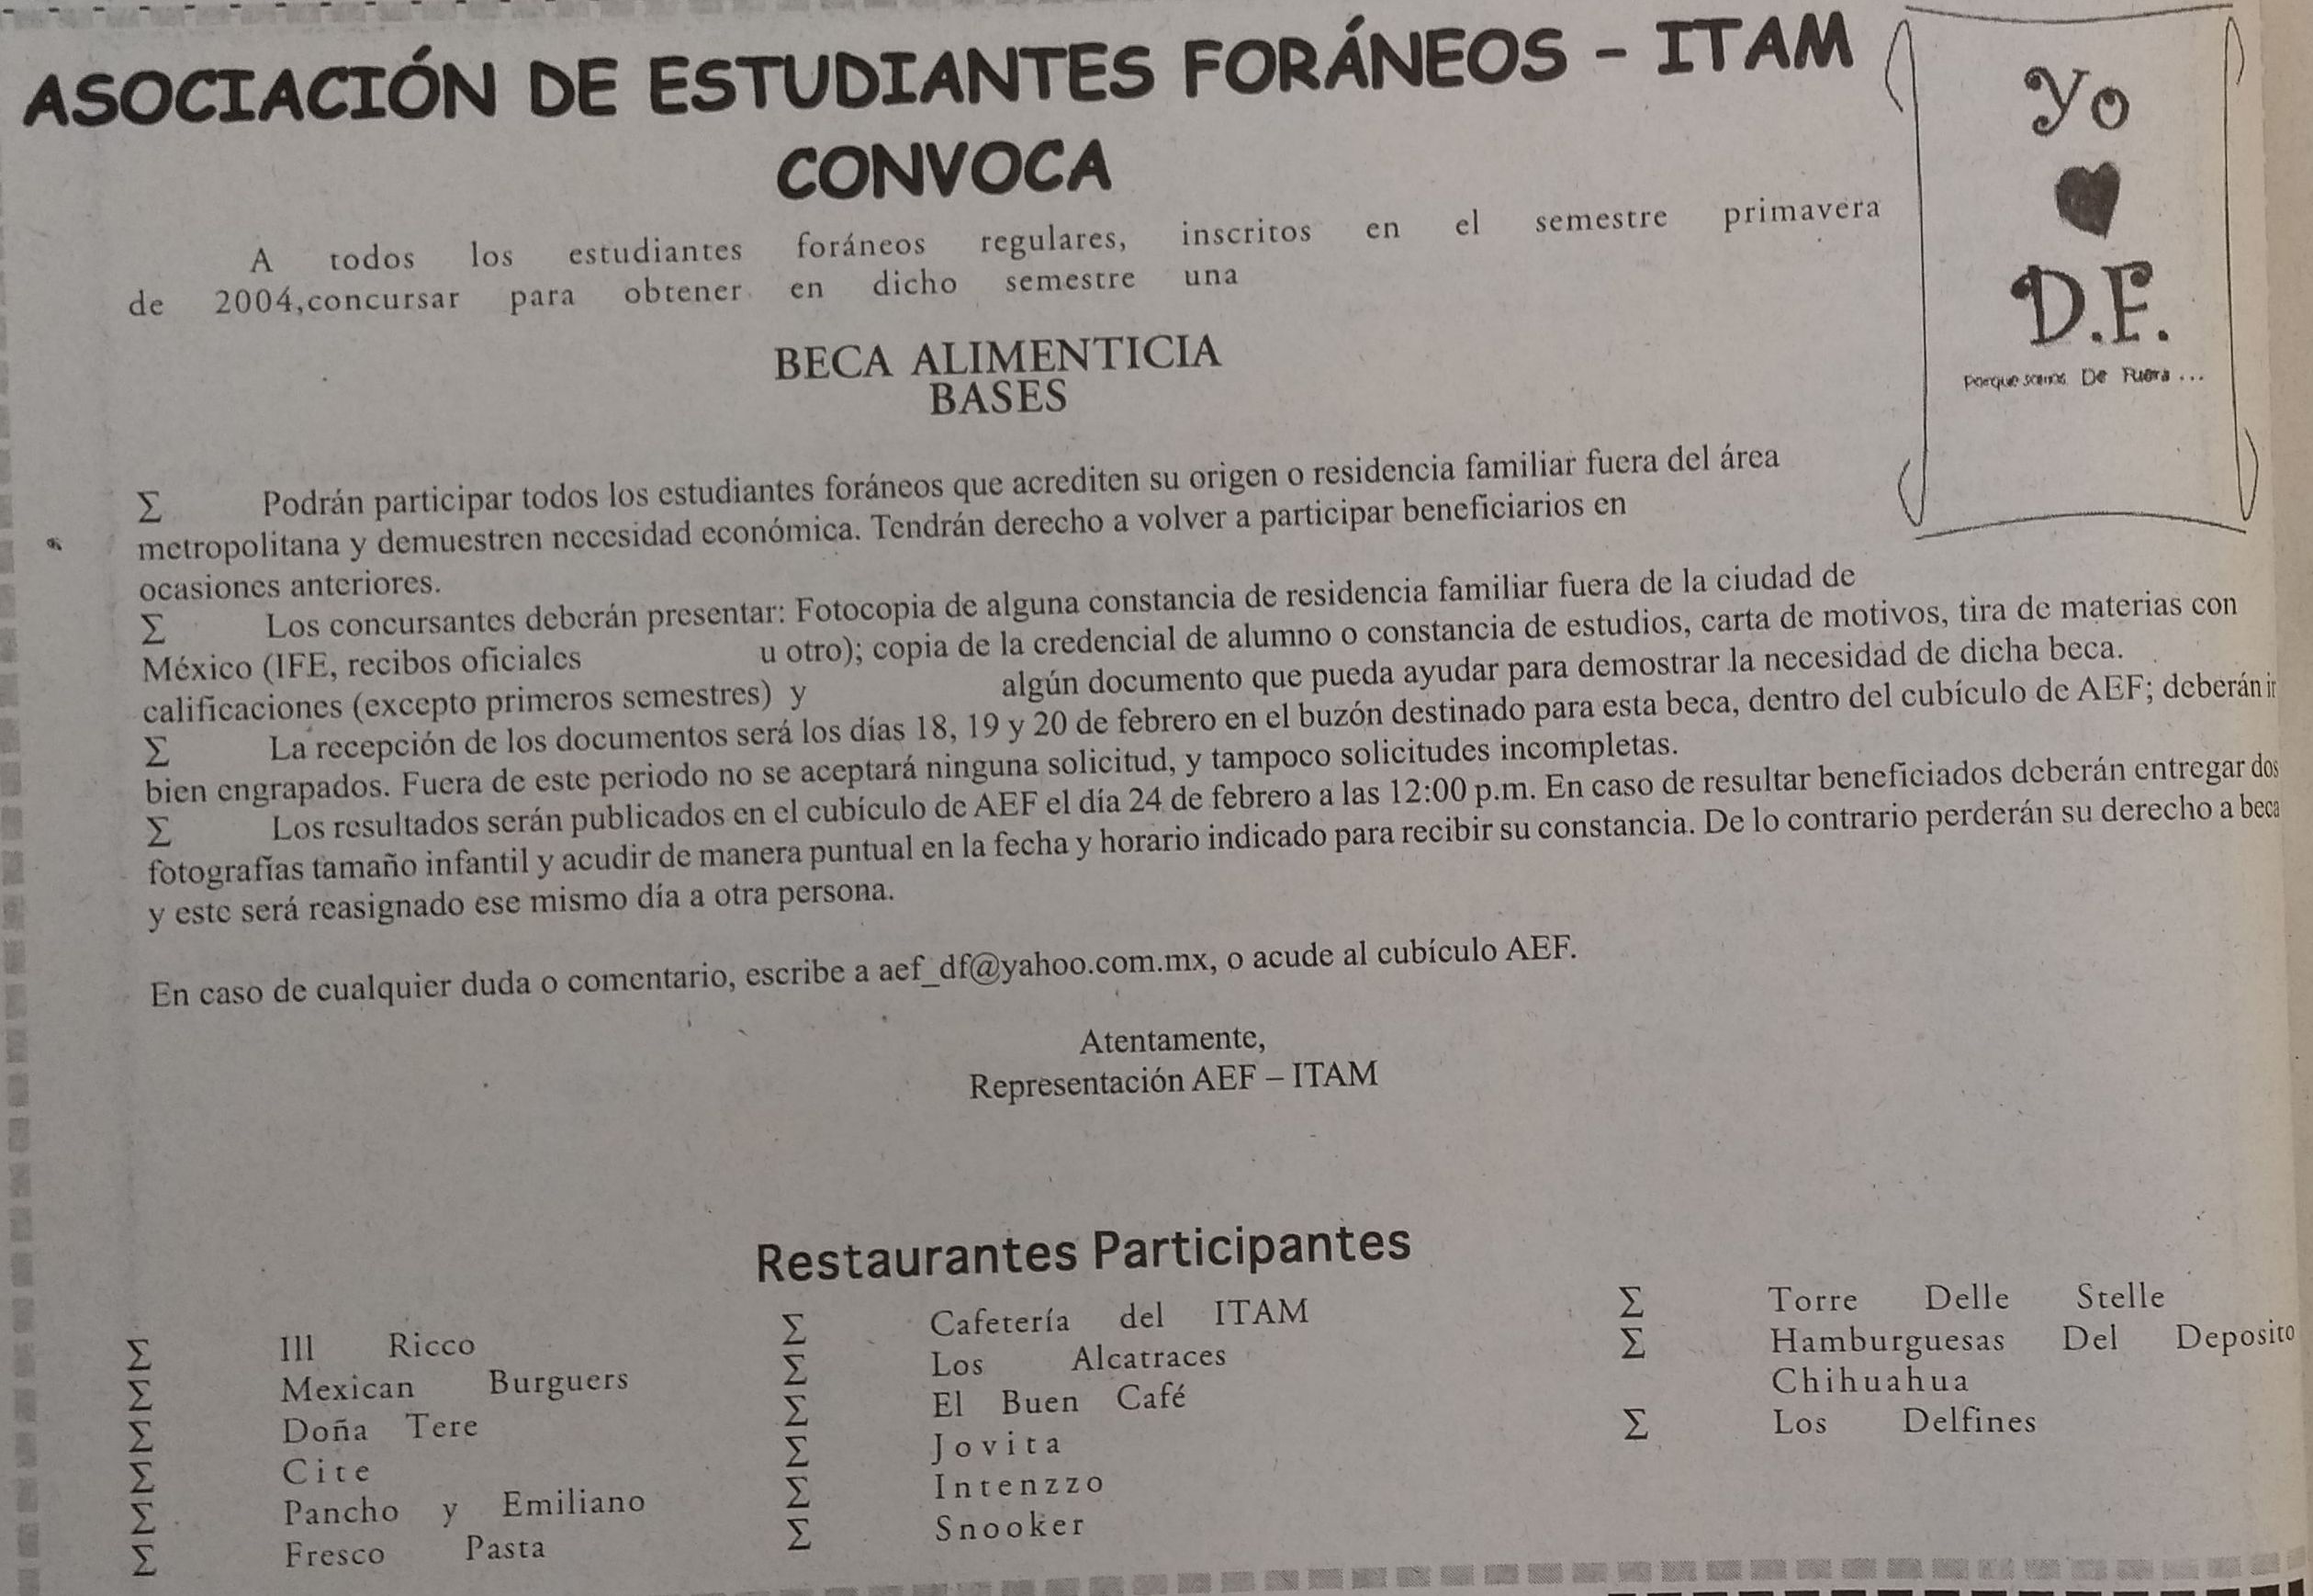 ASOCIACIÓN DE ESTUDIANTES FORÁNEOS - ITAM
CONVOCA
A todos los estudiantes foráneos regulares, inscritos en el semestre primavera
de 2004,concursar para obtener en dicho semestre una
BECA ALIMENTICIA
BASES
Yo
♥
D.F.
Porque somos De Fuera ...
Σ Podrán participar todos los estudiantes foráneos que acrediten su origen o residencia familiar fuera del área
metropolitana y demuestren necesidad económica. Tendrán derecho a volver a participar beneficiarios en
ocasiones anteriores.
Σ Los concursantes deberán presentar: Fotocopia de alguna constancia de residencia familiar fuera de la ciudad de
México (IFE, recibos oficiales u otro); copia de la credencial de alumno o constancia de estudios, carta de motivos, tira de materias con
calificaciones (excepto primeros semestres) y algún documento que pueda ayudar para demostrar la necesidad de dicha beca.
Σ La recepción de los documentos será los días 18, 19 y 20 de febrero en el buzón destinado para esta beca, dentro del cubículo de AEF; deberán ir
bien engrapados. Fuera de este periodo no se aceptará ninguna solicitud, y tampoco solicitudes incompletas.
Σ Los resultados serán publicados en el cubículo de AEF el día 24 de febrero a las 12:00 p.m. En caso de resultar beneficiados deberán entregar dos
fotografías tamaño infantil y acudir de manera puntual en la fecha y horario indicado para recibir su constancia. De lo contrario perderán su derecho a beca
y este será reasignado ese mismo día a otra persona.
En caso de cualquier duda o comentario, escribe a aef_df@yahoo.com.mx, o acude al cubículo AEF.
Atentamente,
Representación AEF – ITAM
Restaurantes Participantes
Σ Ill Ricco
Σ Mexican Burguers
Σ Doña Tere
Σ Cite
Σ Pancho y Emiliano
Σ Fresco Pasta
Σ Cafetería del ITAM
Σ Los Alcatraces
Σ El Buen Café
Σ Jovita
Σ Intenzzo
Σ Snooker
Σ Torre Delle Stelle
Σ Hamburguesas Del Deposito
Chihuahua
Σ Los Delfines